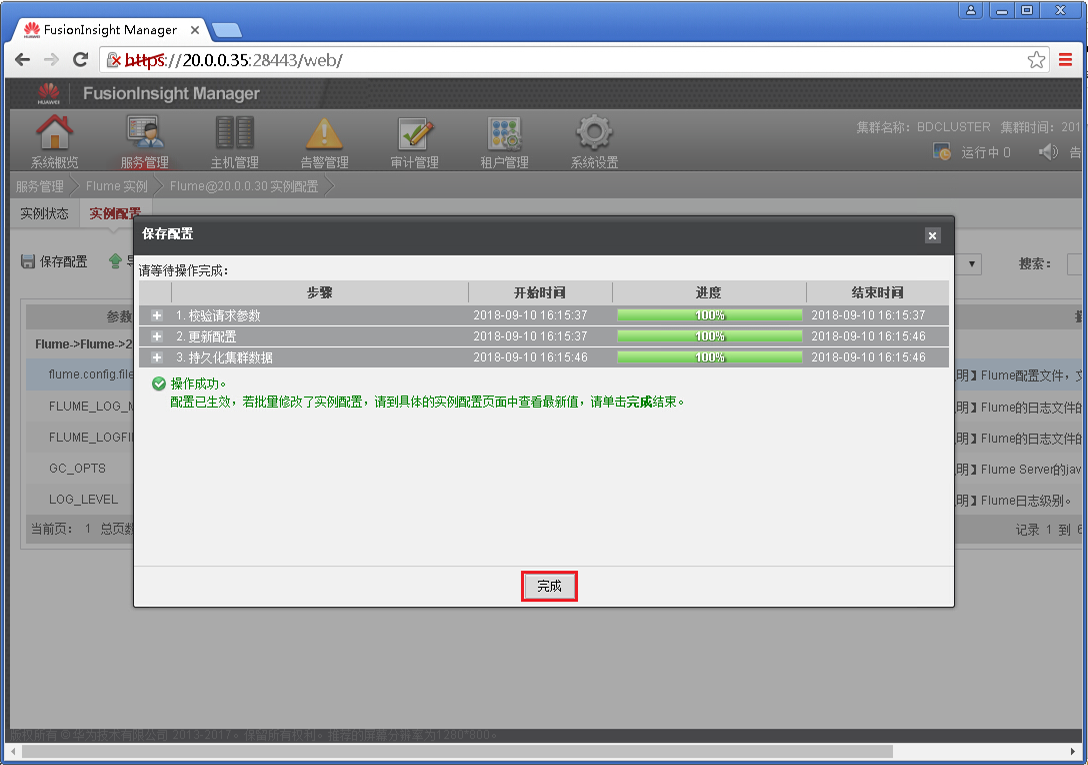 FusionInsight Manager
https://20.0.0.35:28443/web/
HUAWEI FusionInsight Manager
系统概览 服务管理 主机管理 告警管理 审计管理 租户管理 系统设置
集群名称: BDCLUSTER 集群时间: 201
运行中 0 告
服务管理 Flume 实例 Flume@20.0.0.30 实例配置
实例状态 实例配置
保存配置
搜索:
保存配置
请等待操作完成:
步骤 开始时间 进度 结束时间
1. 校验请求参数 2018-09-10 16:15:37 100% 2018-09-10 16:15:37
2. 更新配置 2018-09-10 16:15:37 100% 2018-09-10 16:15:46
3. 持久化集群数据 2018-09-10 16:15:46 100% 2018-09-10 16:15:46
操作成功。
配置已生效，若批量修改了实例配置，请到具体的实例配置页面中查看最新值，请单击完成结束。
完成
参数
Flume->Flume->2
flume.config.file 明】Flume配置文件，文
FLUME_LOG_M 明】Flume的日志文件的
FLUME_LOGFI 明】Flume的日志文件的
GC_OPTS 明】Flume Server的jav
LOG_LEVEL 明】Flume日志级别。
当前页: 1 总页数 记录 1 到 6
版权所有 © 华为技术有限公司 2013-2017。保留所有权利。推荐的屏幕分辨率为1280*800。